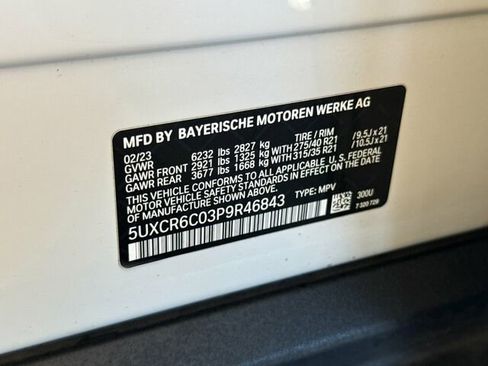 MFD BY BAYERISCHE MOTOREN WERKE AG
02/23 TIRE / RIM
GVWR 6232 lbs 2827 kg
GAWR FRONT 2921 lbs 1325 kg WITH 275/40 R21 /9.5J x 21
GAWR REAR 3677 lbs 1668 kg WITH 315/35 R21 /10.5J x 21
THIS VEHICLE CONFORMS TO ALL APPLICABLE U.S. FEDERAL
MOTOR VEHICLE SAFETY STANDARDS IN EFFECT ON THE
DATE OF MANUFACTURE SHOWN ABOVE.
5UXCR6C03P9R46843 TYPE: MPV
300U
7 320 729